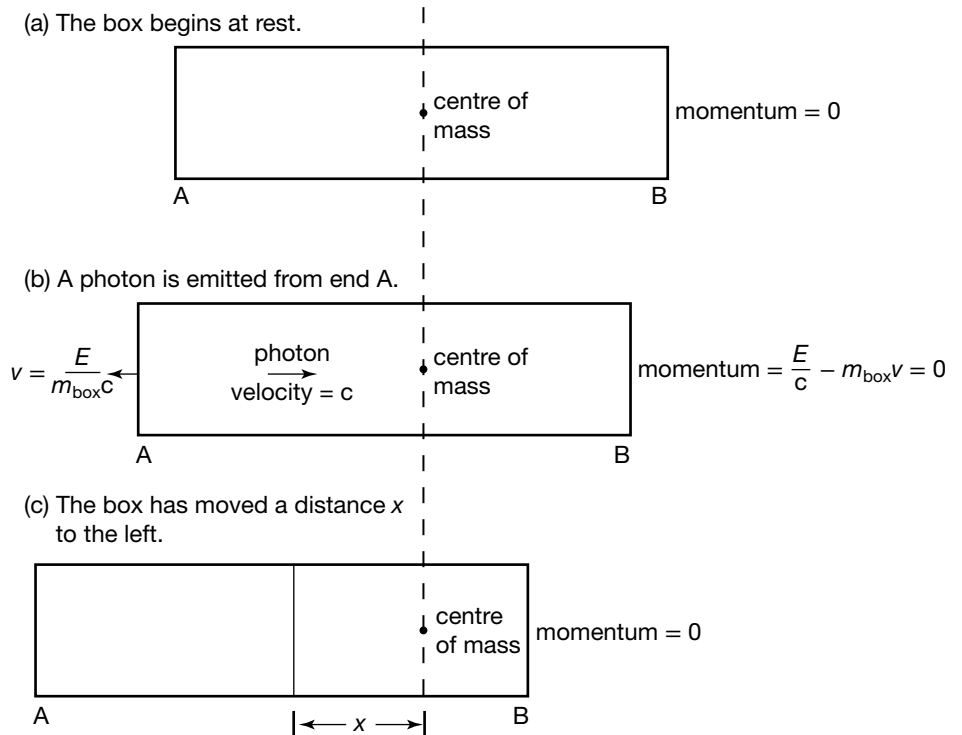 (a) The box begins at rest.
centre of
mass
momentum = 0
A
B
(b) A photon is emitted from end A.
v = E/m_box c
photon
velocity = c
centre of
mass
momentum = E/c − m_box v = 0
A
B
(c) The box has moved a distance x
to the left.
centre
of mass
momentum = 0
A
x
B